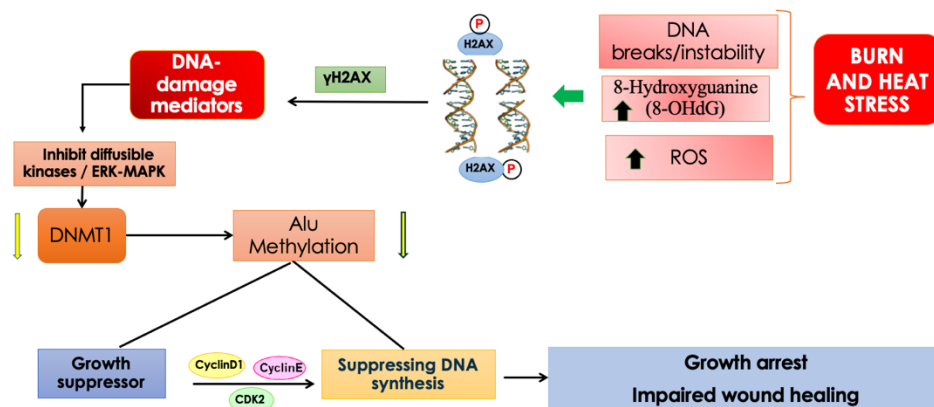 DNA-
damage
mediators
γH2AX
P
H2AX
H2AX
P
DNA
breaks/instability
8-Hydroxyguanine
(8-OHdG)
ROS
BURN
AND HEAT
STRESS
Inhibit diffusible
kinases / ERK-MAPK
DNMT1
Alu
Methylation
Growth
suppressor
CyclinD1
CyclinE
CDK2
Suppressing DNA
synthesis
Growth arrest
Impaired wound healing